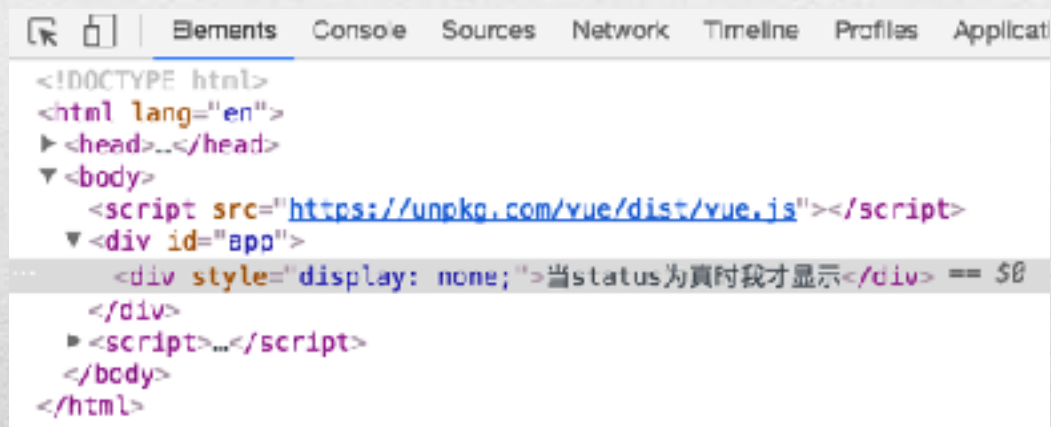 Elements Console Sources Network Timeline Profiles Applicati
<!DOCTYPE html>
<html lang="en">
▶<head>…</head>
▼<body>
<script src="https://unpkg.com/vue/dist/vue.js"></script>
▼<div id="app">
... <div style="display: none;">当status为真时我才显示</div> == $0
</div>
▶<script>…</script>
</body>
</html>